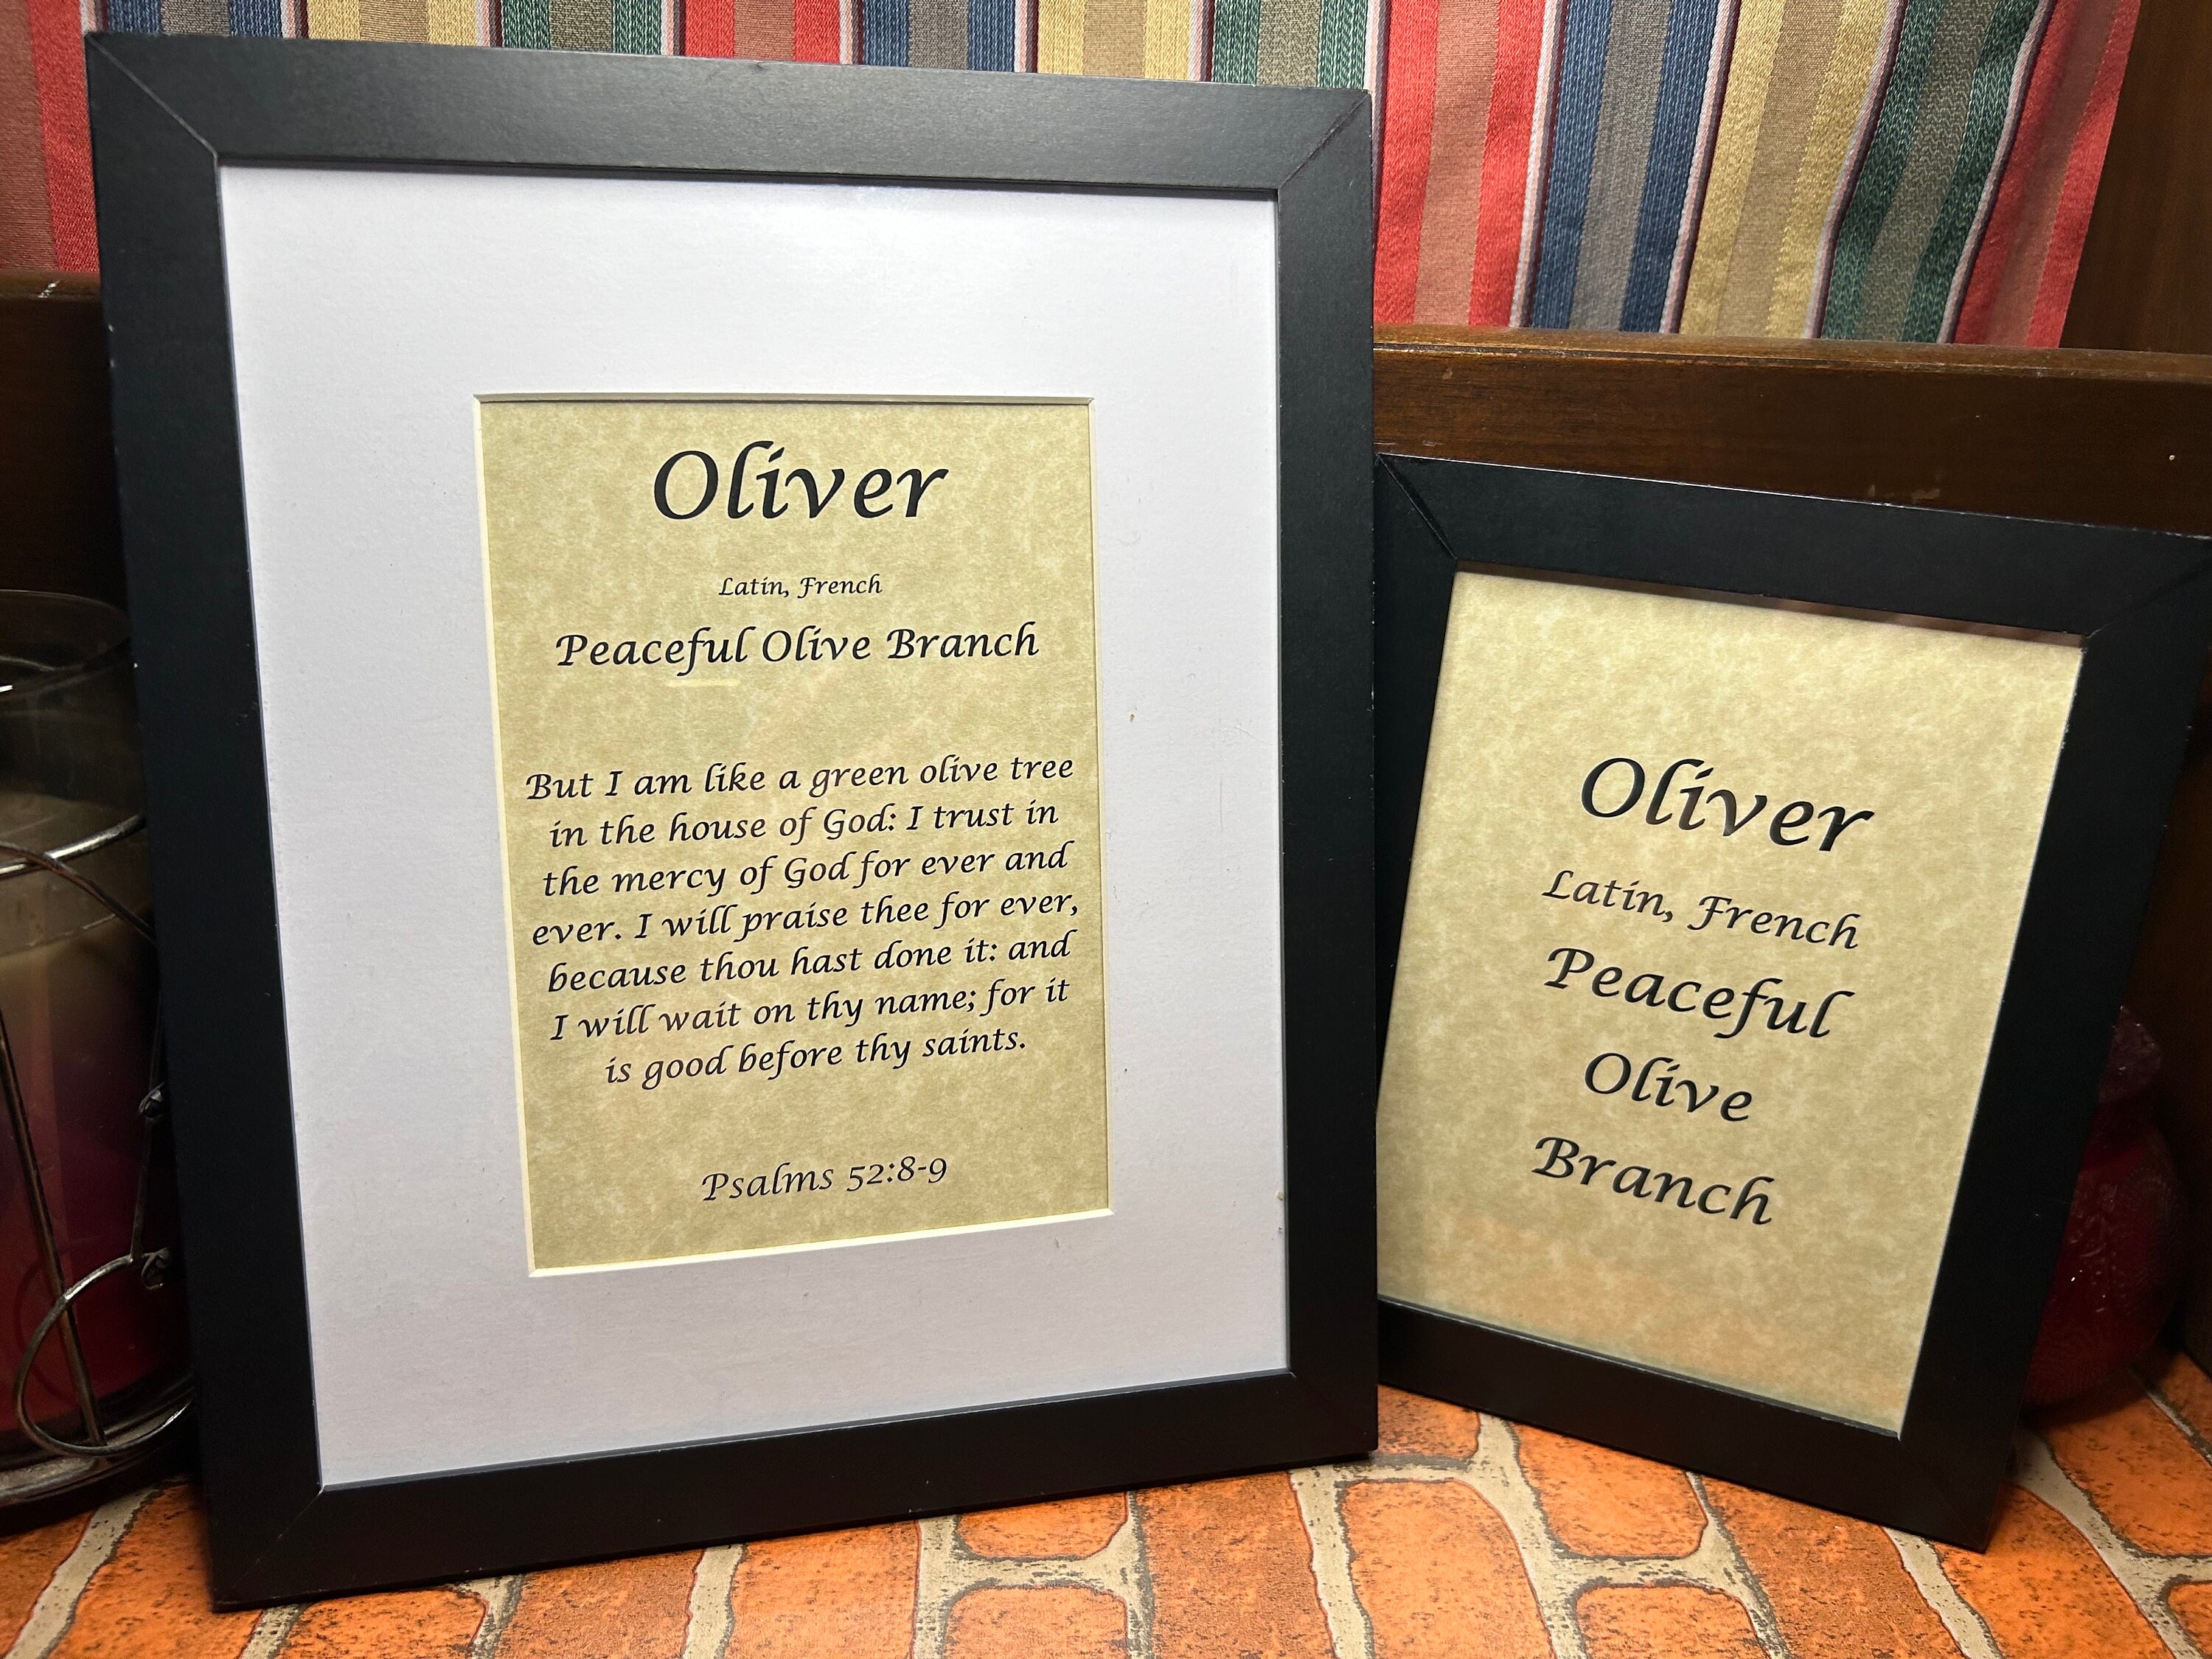 Oliver
Latin, French
Peaceful Olive Branch
But I am like a green olive tree
in the house of God: I trust in
the mercy of God for ever and
ever. I will praise thee for ever,
because thou hast done it: and
I will wait on thy name; for it
is good before thy saints.
Psalms 52:8-9
Oliver
Latin, French
Peaceful
Olive
Branch